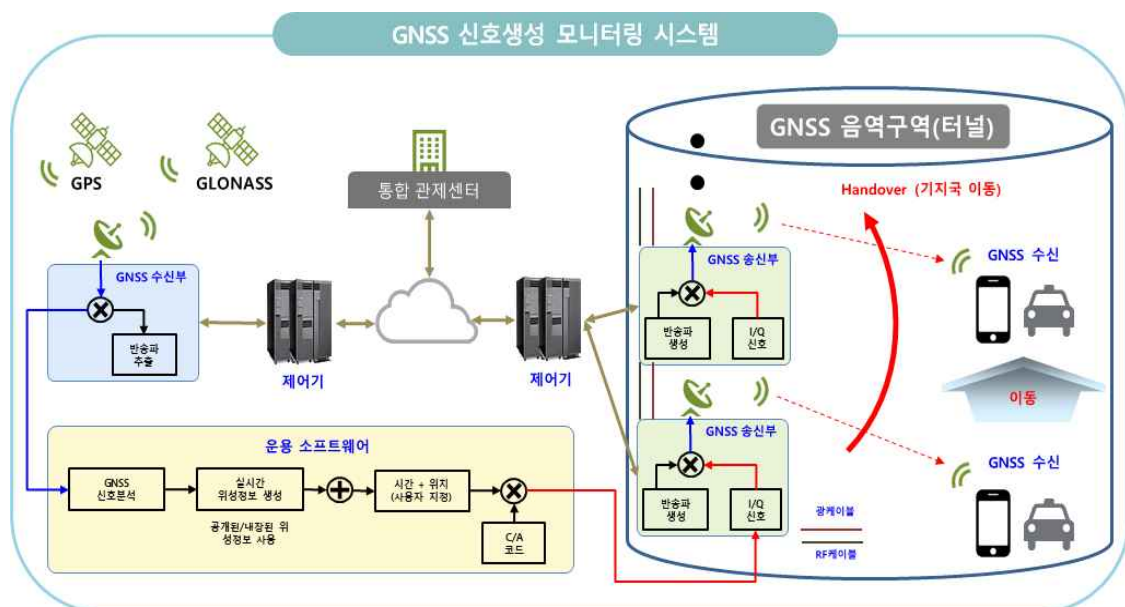 GNSS 신호생성 모니터링 시스템
GPS
GLONASS
통합 관제센터
GNSS 음역구역(터널)
Handover (기지국 이동)
GNSS 수신부
반송파
추출
제어기
제어기
GNSS 송신부
반송파
생성
I/Q
신호
GNSS 수신
이동
GNSS 송신부
반송파
생성
I/Q
신호
GNSS 수신
광케이블
RF케이블
운용 소프트웨어
GNSS
신호분석
실시간
위성정보 생성
시간 + 위치
(사용자 지정)
공개된/내장된 위
성정보 사용
C/A
코드